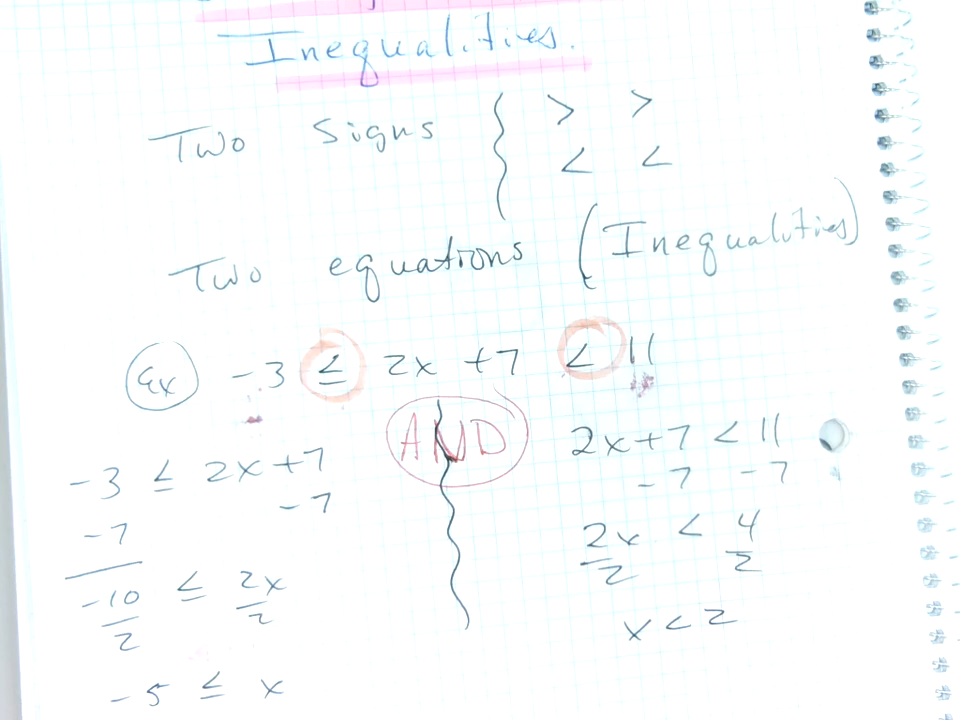 Inequalities.
Two Signs { > >
< <
Two equations (Inequalities)
Ex -3 ≤ 2x +7 < 11
AND
-3 ≤ 2x+7
-7 -7
-10/2 ≤ 2x/2
-5 ≤ x
2x+7 < 11
-7 -7
2x/2 < 4/2
x < 2